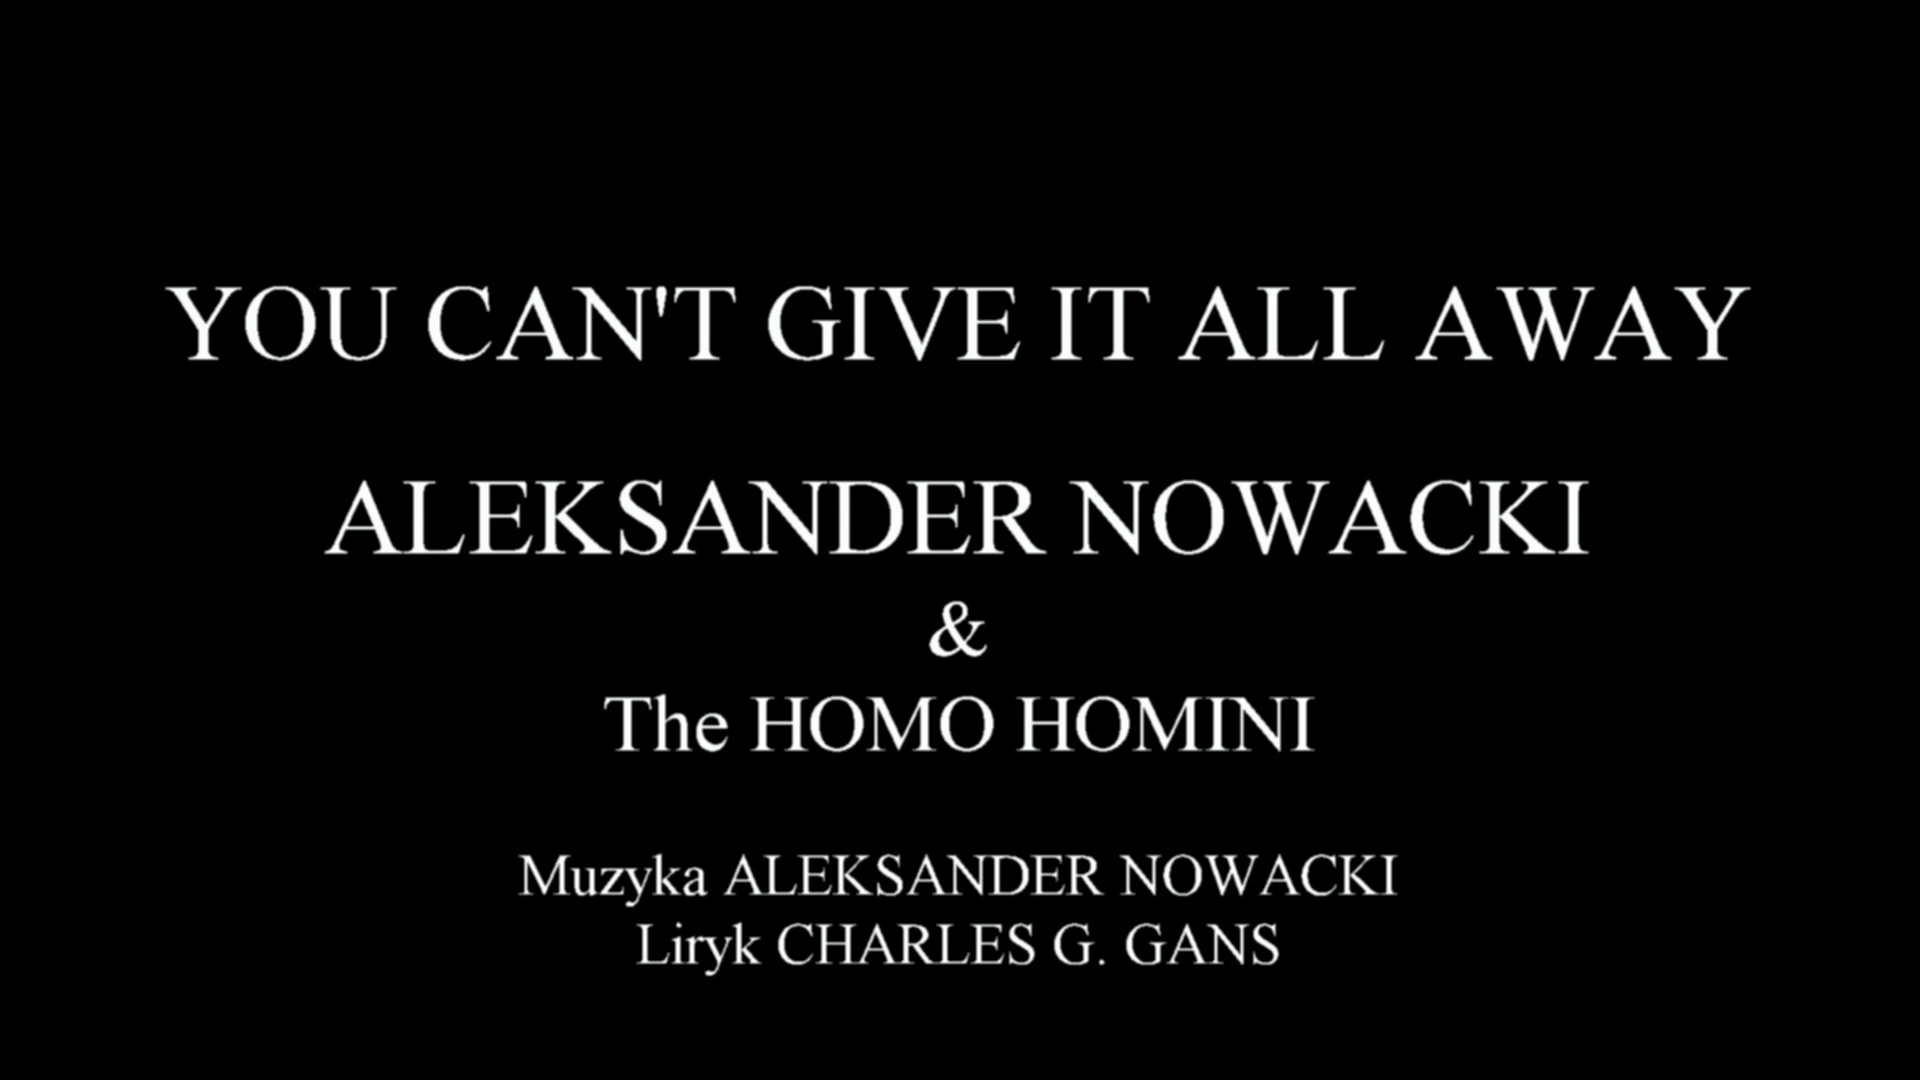 YOU CAN'T GIVE IT ALL AWAY
ALEKSANDER NOWACKI
&
The HOMO HOMINI
Muzyka ALEKSANDER NOWACKI
Liryk CHARLES G. GANS